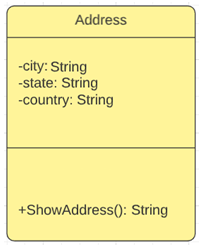 Address
-city: String
-state: String
-country: String
+ShowAddress(): String